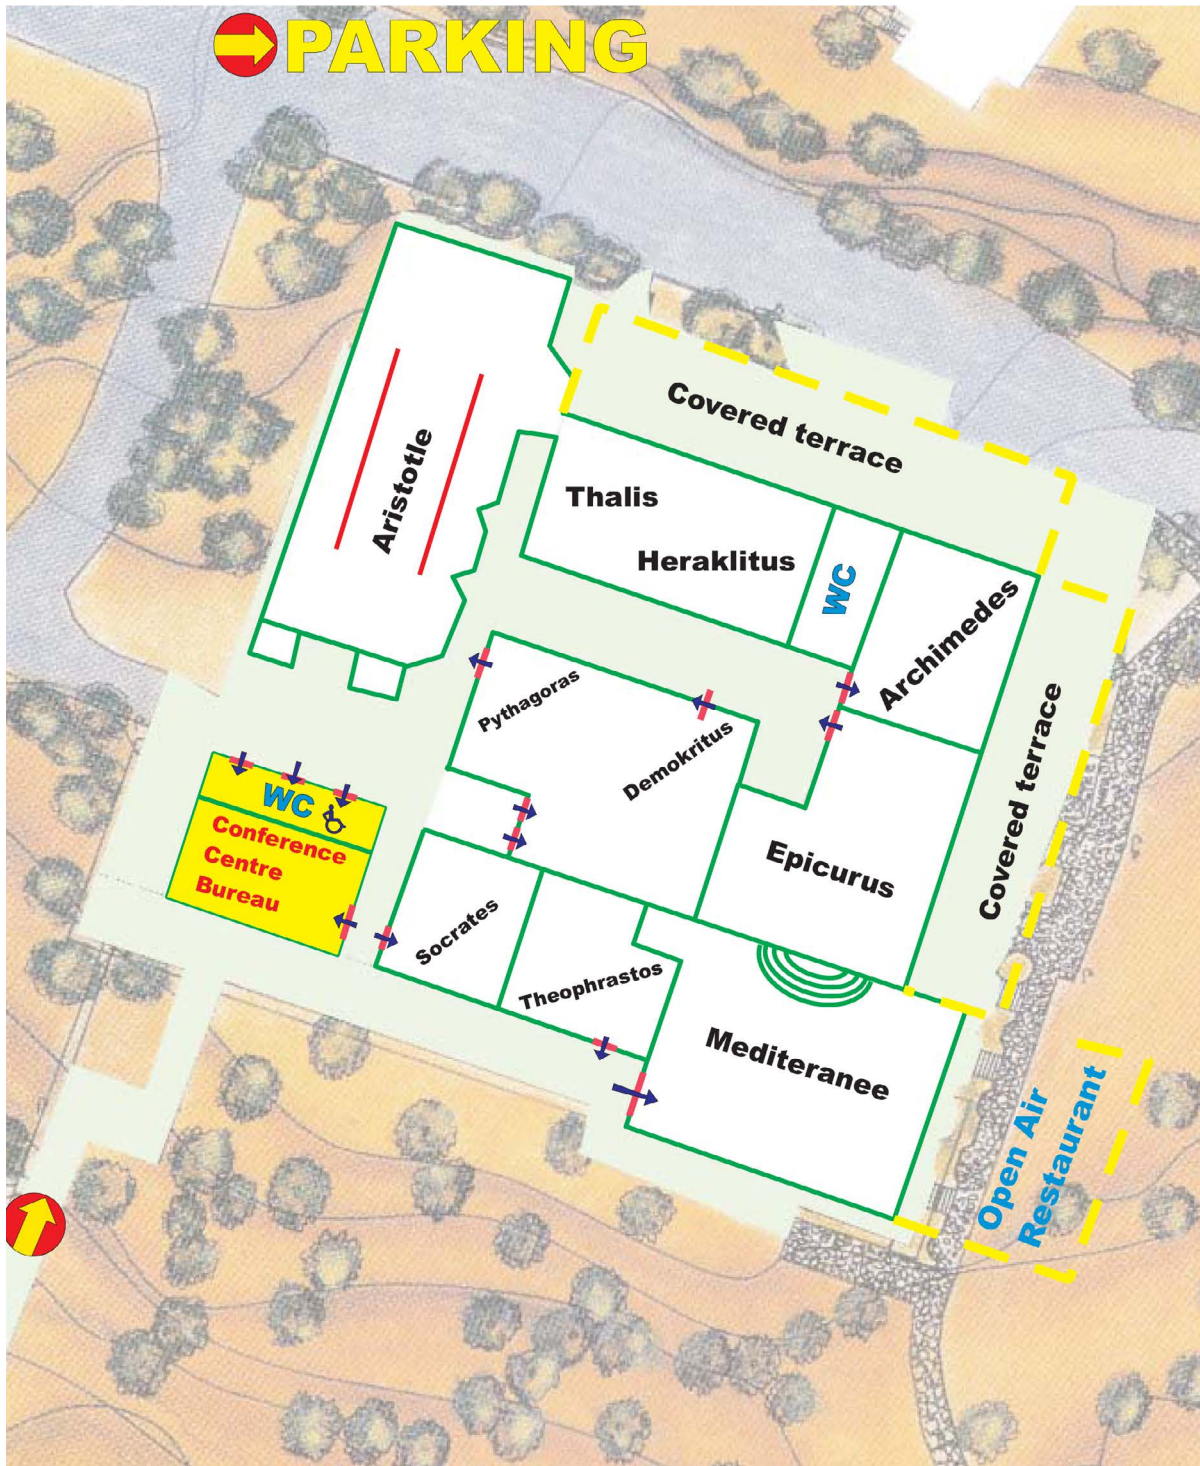 PARKING
Covered terrace
Aristotle
Thalis
Heraklitus
WC
Archimedes
Pythagoras
Demokritus
Covered terrace
WC
Conference
Centre
Bureau
Epicurus
Socrates
Theophrastos
Mediteranee
Open Air
Restaurant